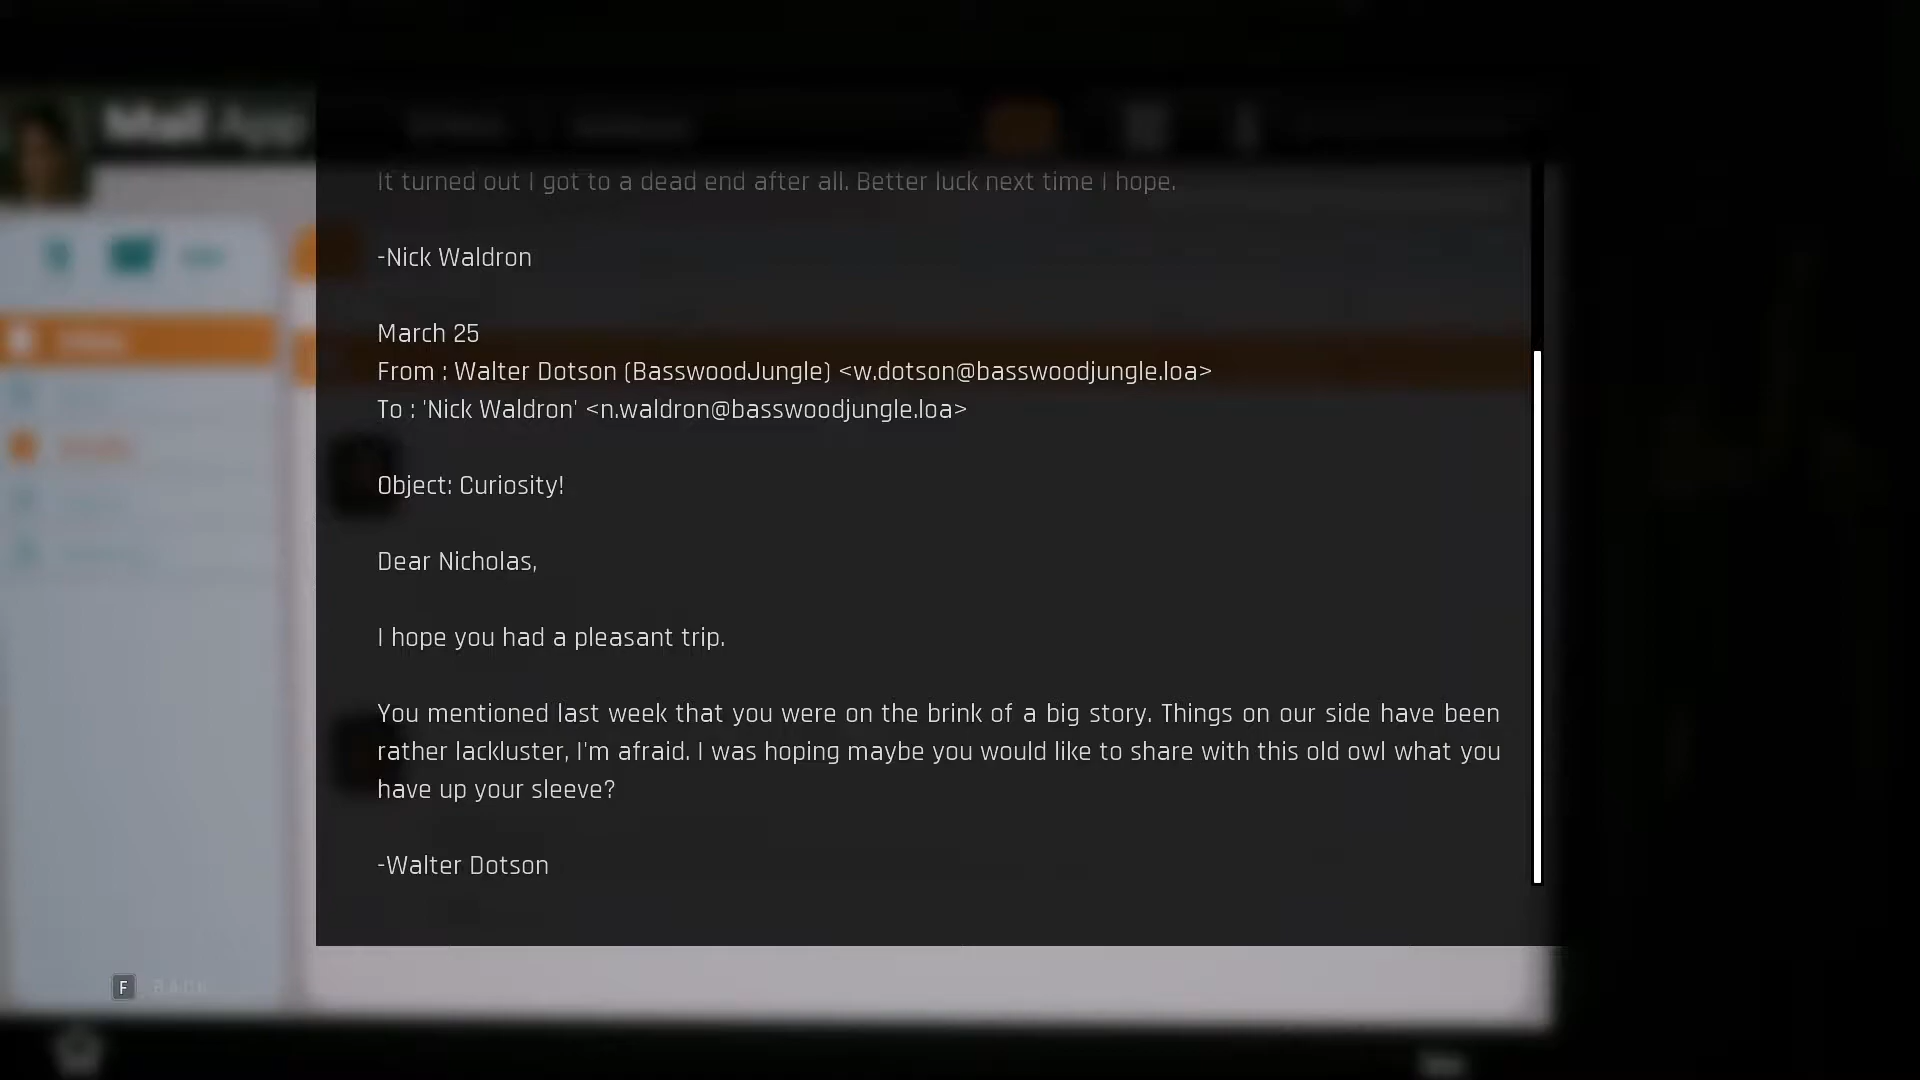 Mail App
It turned out I got to a dead end after all. Better luck next time I hope.
-Nick Waldron
March 25
From : Walter Dotson (BasswoodJungle) <w.dotson@basswoodjungle.loa>
To : 'Nick Waldron' <n.waldron@basswoodjungle.loa>
Object: Curiosity!
Dear Nicholas,
I hope you had a pleasant trip.
You mentioned last week that you were on the brink of a big story. Things on our side have been
rather lackluster, I'm afraid. I was hoping maybe you would like to share with this old owl what you
have up your sleeve?
-Walter Dotson
F BACK